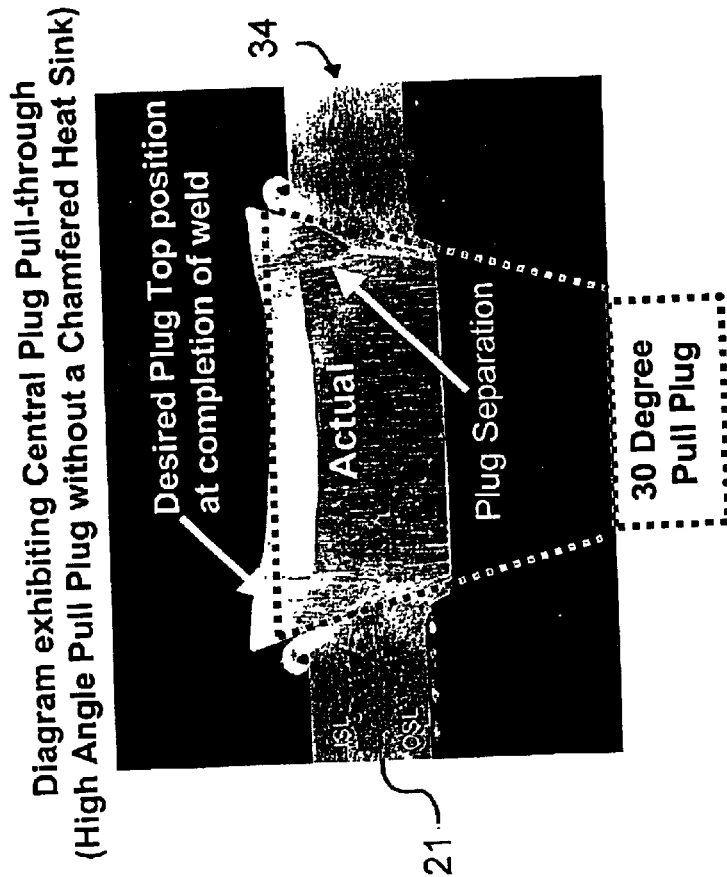 Diagram exhibiting Central Plug Pull-through
(High Angle Pull Plug without a Chamfered Heat Sink)
34
Desired Plug Top position
at completion of weld
Actual
Plug Separation
ISL
OSL
21
30 Degree
Pull Plug